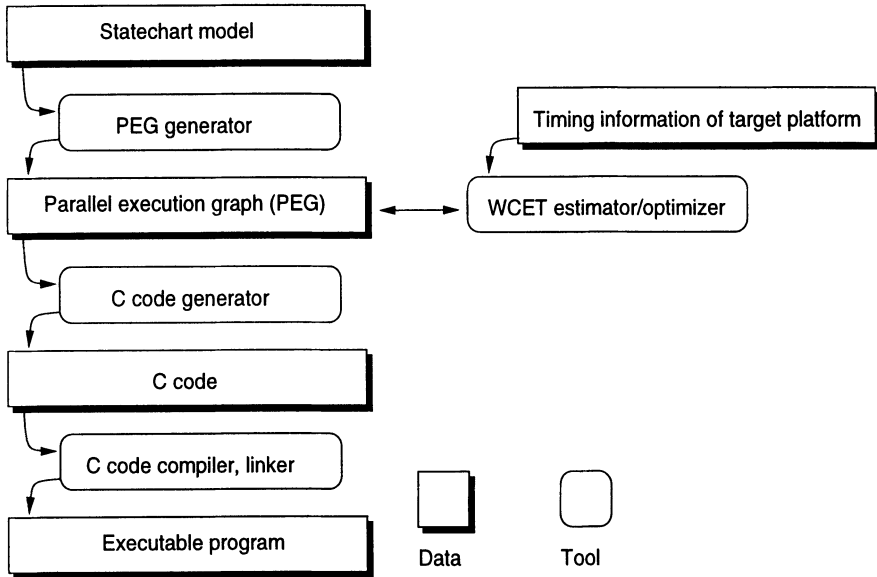 Statechart model
PEG generator
Timing information of target platform
Parallel execution graph (PEG)
WCET estimator/optimizer
C code generator
C code
C code compiler, linker
Executable program
Data
Tool